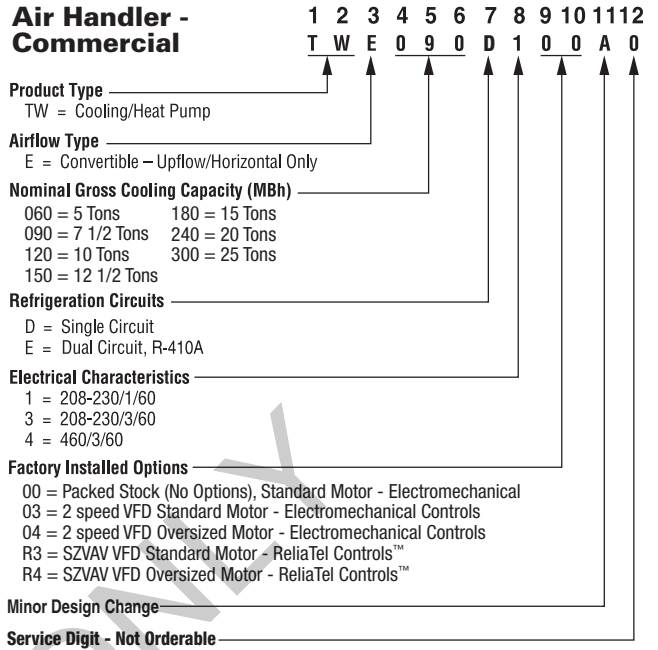 Air Handler -
Commercial
1 2 3 4 5 6 7 8 9 10 11 12
T W E 0 9 0 D 1 0 0 A 0
Product Type
TW = Cooling/Heat Pump
Airflow Type
E = Convertible – Upflow/Horizontal Only
Nominal Gross Cooling Capacity (MBh)
060 = 5 Tons 180 = 15 Tons
090 = 7 1/2 Tons 240 = 20 Tons
120 = 10 Tons 300 = 25 Tons
150 = 12 1/2 Tons
Refrigeration Circuits
D = Single Circuit
E = Dual Circuit, R-410A
Electrical Characteristics
1 = 208-230/1/60
3 = 208-230/3/60
4 = 460/3/60
Factory Installed Options
00 = Packed Stock (No Options), Standard Motor - Electromechanical
03 = 2 speed VFD Standard Motor - Electromechanical Controls
04 = 2 speed VFD Oversized Motor - Electromechanical Controls
R3 = SZVAV VFD Standard Motor - ReliaTel Controls™
R4 = SZVAV VFD Oversized Motor - ReliaTel Controls™
Minor Design Change
Service Digit - Not Orderable
ONLY